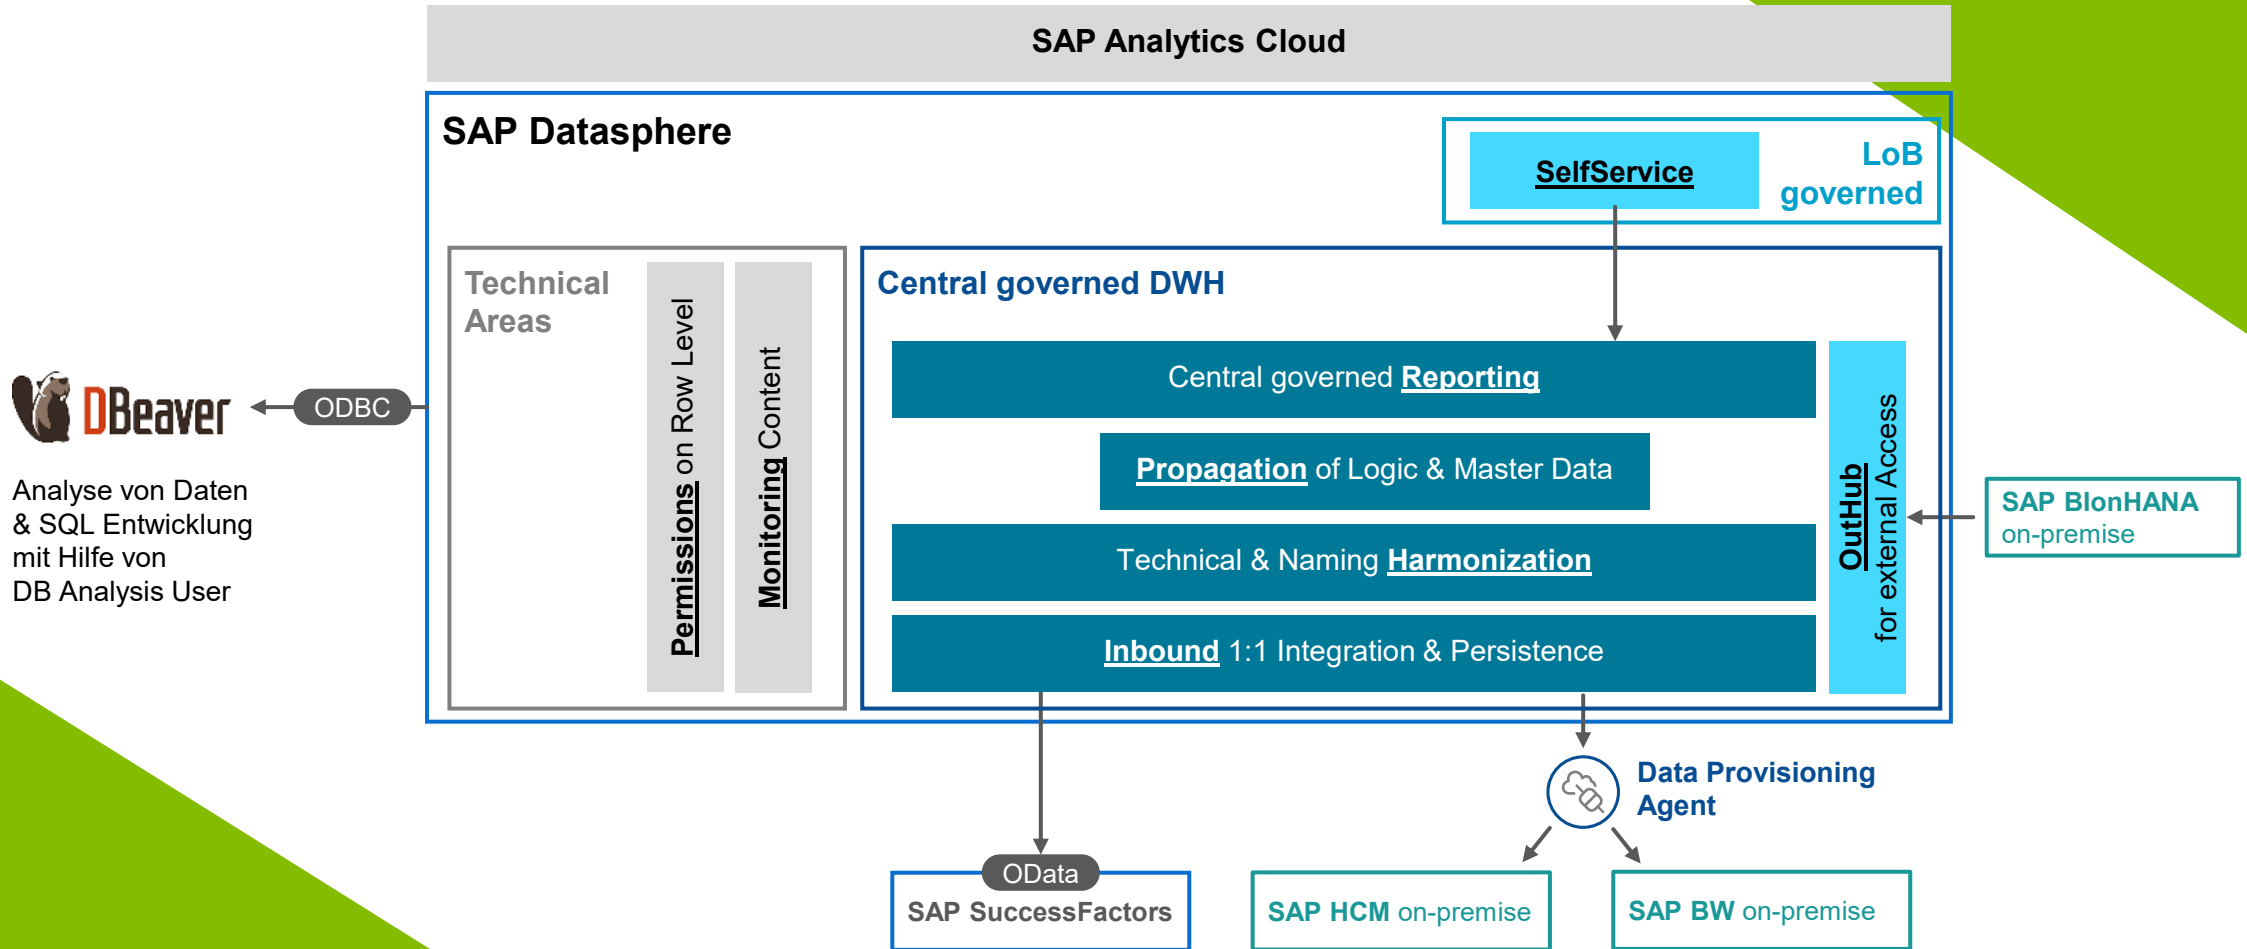 SAP Analytics Cloud
SAP Datasphere
SelfService
LoB
governed
Technical
Areas
Permissions on Row Level
Monitoring Content
Central governed DWH
Central governed Reporting
Propagation of Logic & Master Data
Technical & Naming Harmonization
Inbound 1:1 Integration & Persistence
OutHub
for external Access
DBeaver
ODBC
Analyse von Daten
& SQL Entwicklung
mit Hilfe von
DB Analysis User
SAP BIonHANA
on-premise
Data Provisioning
Agent
OData
SAP SuccessFactors
SAP HCM on-premise
SAP BW on-premise